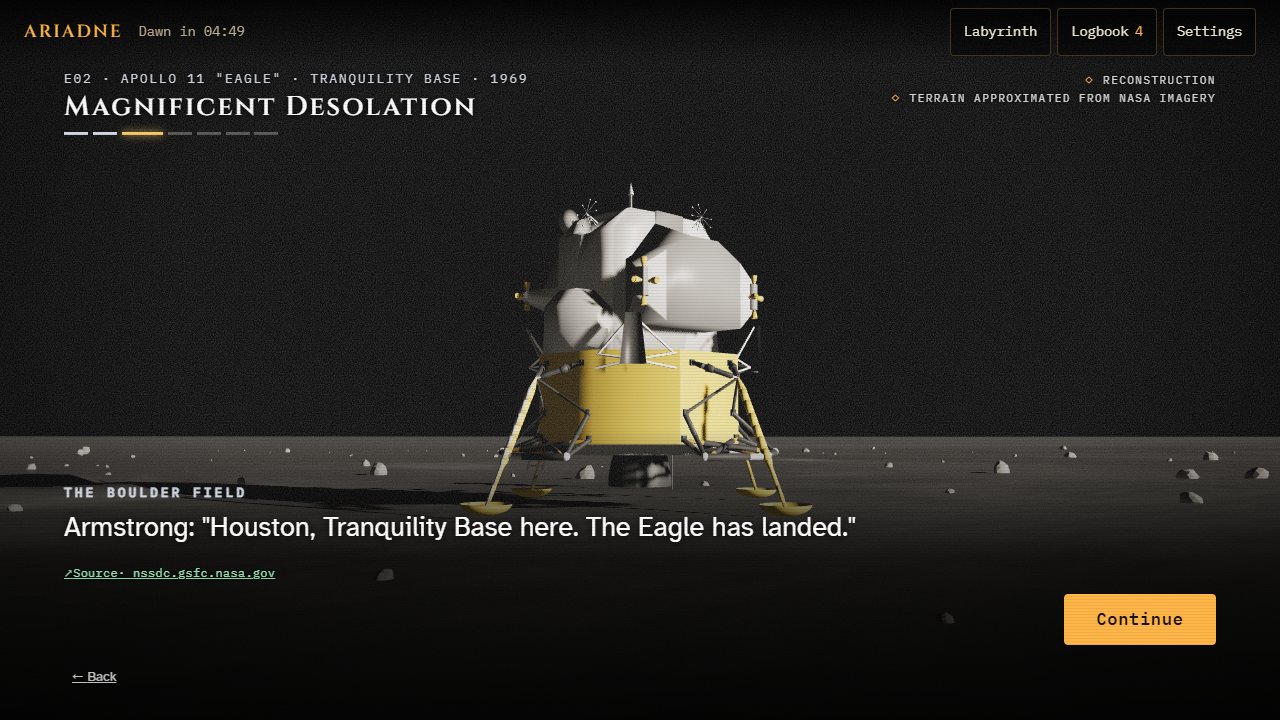 ARIADNE Dawn in 04:49 Labyrinth Logbook 4 Settings
E02 · APOLLO 11 "EAGLE" · TRANQUILITY BASE · 1969
Magnificent Desolation
◇ RECONSTRUCTION
◇ TERRAIN APPROXIMATED FROM NASA IMAGERY
THE BOULDER FIELD
Armstrong: "Houston, Tranquility Base here. The Eagle has landed."
↗Source· nssdc.gsfc.nasa.gov
Continue
← Back